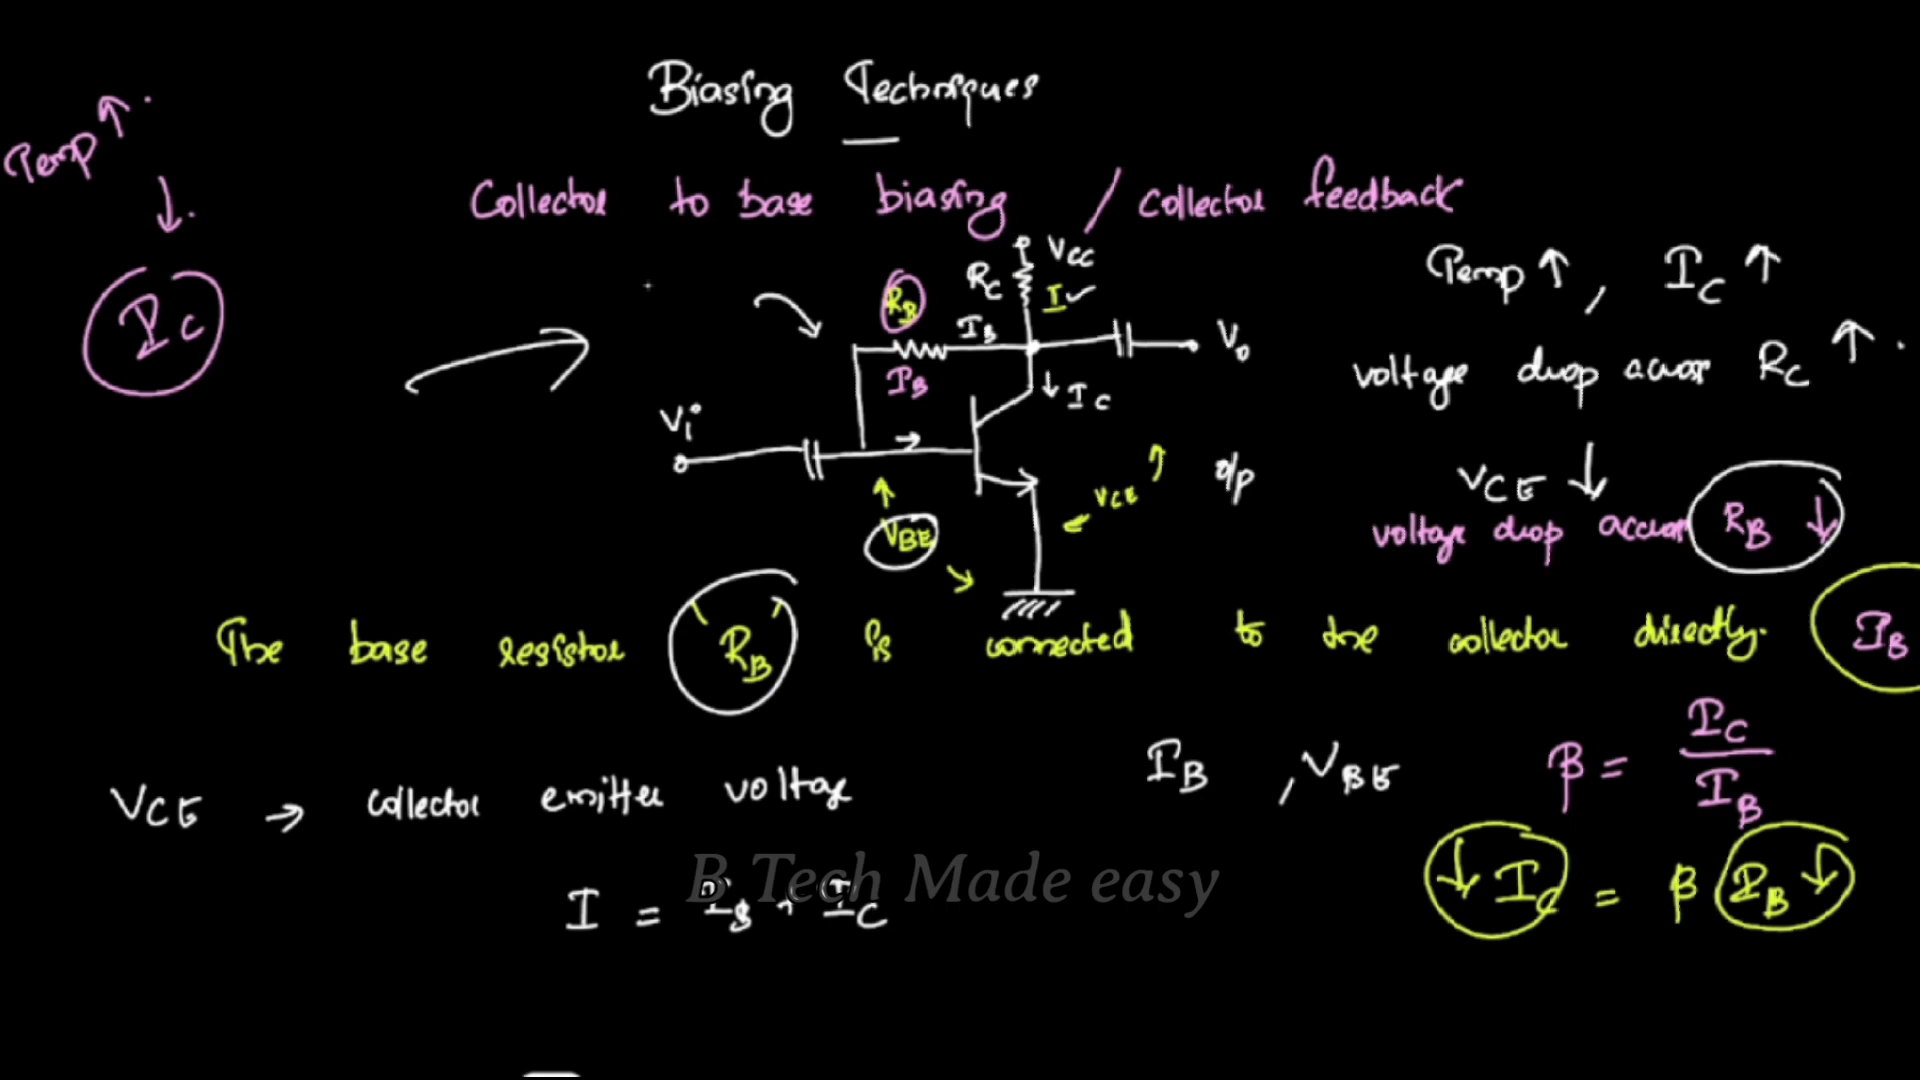 Biasing Techniques
Temp ↑
↓
IC
Collector to base biasing / collector feedback
VCC
RC
I ✓
RB
IB
IB
Vo
↓ IC
Vi
VBE
VCE
o/p
Temp ↑, IC ↑
voltage drop across RC ↑
VCE ↓
voltage drop across RB ↓
The base resistor RB is connected to the collector directly. IB
VCE → collector emitter voltage
IB, VBE
β = IC / IB
I = IB + IC
↓ IC = β IB ↓
B Tech Made easy